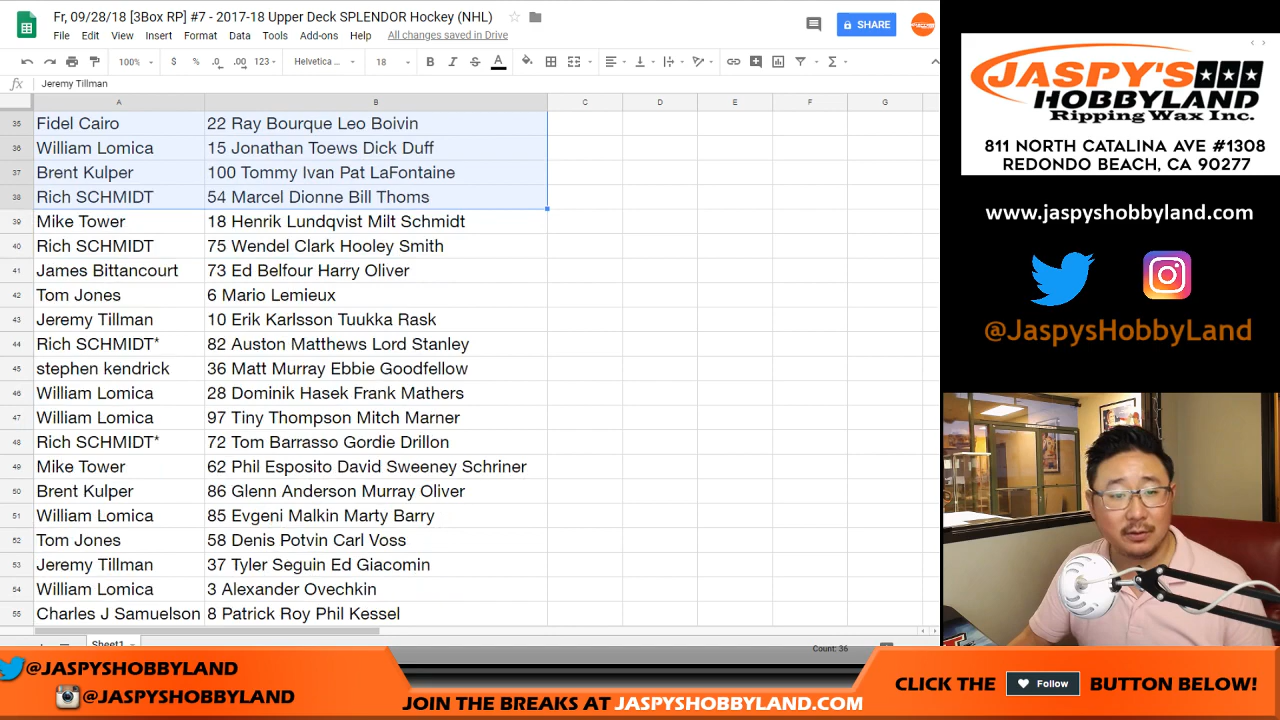 Fr, 09/28/18 [3Box RP] #7 - 2017-18 Upper Deck SPLENDOR Hockey (NHL)
File Edit View Insert Format Data Tools Add-ons Help All changes saved in Drive
SHARE
100% $ % .0 .00 123 Helvetica ... 18 B I S A
fx Jeremy Tillman
A B C D E F G
35 Fidel Cairo 22 Ray Bourque Leo Boivin
36 William Lomica 15 Jonathan Toews Dick Duff
37 Brent Kulper 100 Tommy Ivan Pat LaFontaine
38 Rich SCHMIDT 54 Marcel Dionne Bill Thoms
39 Mike Tower 18 Henrik Lundqvist Milt Schmidt
40 Rich SCHMIDT 75 Wendel Clark Hooley Smith
41 James Bittancourt 73 Ed Belfour Harry Oliver
42 Tom Jones 6 Mario Lemieux
43 Jeremy Tillman 10 Erik Karlsson Tuukka Rask
44 Rich SCHMIDT* 82 Auston Matthews Lord Stanley
45 stephen kendrick 36 Matt Murray Ebbie Goodfellow
46 William Lomica 28 Dominik Hasek Frank Mathers
47 William Lomica 97 Tiny Thonpson Mitch Marner
48 Rich SCHMIDT* 72 Tom Barrasso Gordie Drillon
49 Mike Tower 62 Phil Esposito David Sweeney Schriner
50 Brent Kulper 86 Glenn Anderson Murray Oliver
51 William Lomica 85 Evgeni Malkin Marty Barry
52 Tom Jones 58 Denis Potvin Carl Voss
53 Jeremy Tillman 37 Tyler Seguin Ed Giacomin
54 William Lomica 3 Alexander Ovechkin
55 Charles J Samuelson 8 Patrick Roy Phil Kessel
Sheet1
Count: 36
JASPY'S
HOBBYLAND
Ripping Wax Inc.
811 NORTH CATALINA AVE #1308
REDONDO BEACH, CA 90277
www.jaspyshobbyland.com
@JaspysHobbyLand
@JASPYSHOBBYLAND
@JASPYSHOBBYLAND
JOIN THE BREAKS AT JASPYSHOBBYLAND.COM
CLICK THE Follow BUTTON BELOW!